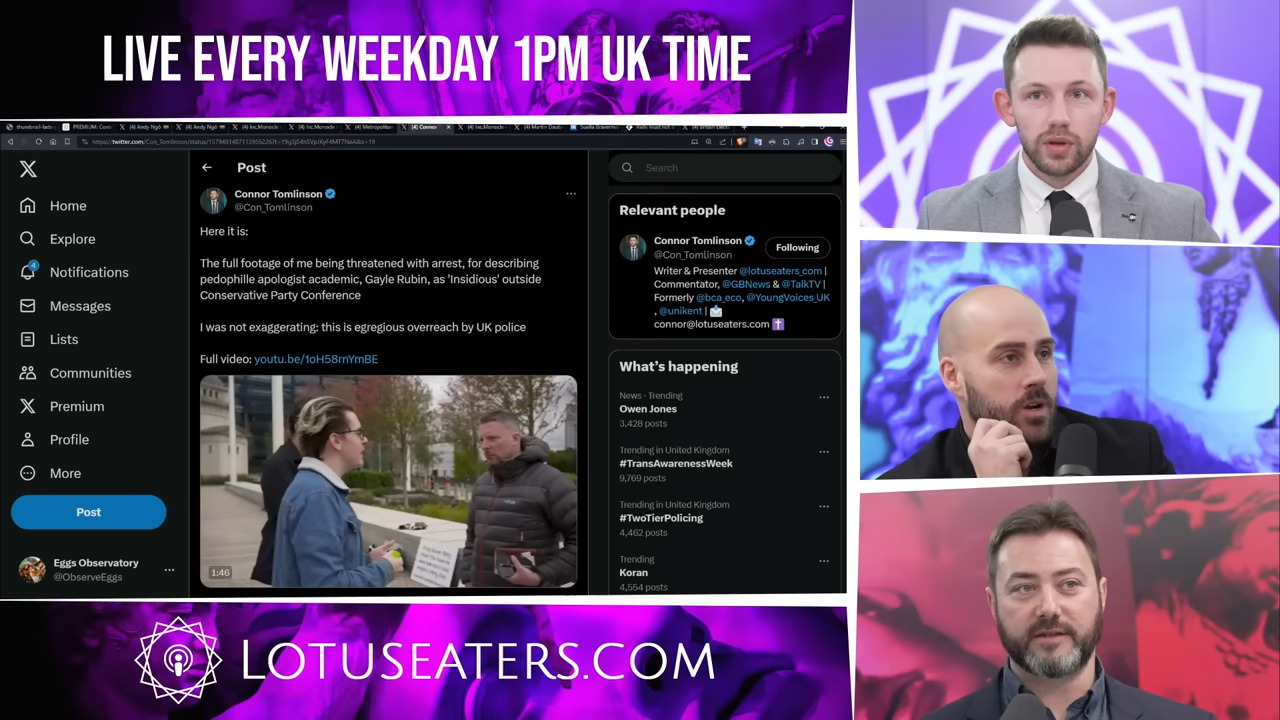 LIVE EVERY WEEKDAY 1PM UK TIME
Post
Connor Tomlinson
@Con_Tomlinson
Here it is:
The full footage of me being threatened with arrest, for describing
pedophille apologist academic, Gayle Rubin, as 'Insidious' outside
Conservative Party Conference
I was not exaggerating: this is egregious overreach by UK police
Full video: youtu.be/1oH58rnYmBE
1:46
4
Home
Explore
Notifications
Messages
Lists
Communities
Premium
Profile
More
Post
Eggs Observatory
@ObserveEggs
Search
Relevant people
Connor Tomlinson
@Con_Tomlinson
Following
Writer & Presenter @lotuseaters_com |
Commentator, @GBNews & @TalkTV |
Formerly @bca_eco, @YoungVoices_UK
, @unikent |
connor@lotuseaters.com
What's happening
News · Trending
Owen Jones
3,428 posts
Trending in United Kingdom
#TransAwarenessWeek
9,769 posts
Trending in United Kingdom
#TwoTierPolicing
4,462 posts
Trending
Koran
4,554 posts
LOTUSEATERS.COM